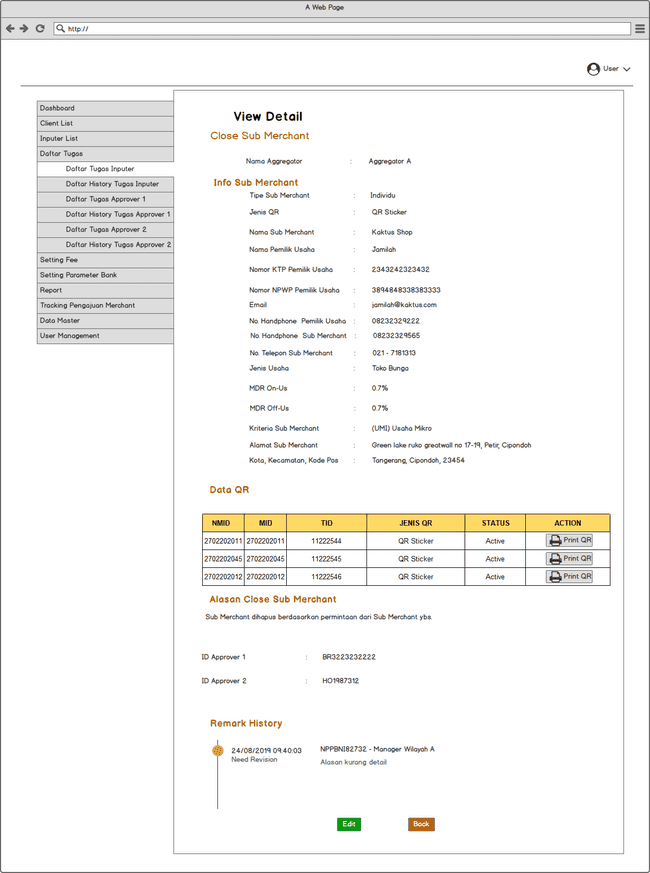 A Web Page
http://
User
Dashboard
Client List
Inputer List
Daftar Tugas
Daftar Tugas Inputer
Daftar History Tugas Inputer
Daftar Tugas Approver 1
Daftar History Tugas Approver 1
Daftar Tugas Approver 2
Daftar History Tugas Approver 2
Setting Fee
Setting Parameter Bank
Report
Tracking Pengajuan Merchant
Data Master
User Management
View Detail
Close Sub Merchant
Nama Aggregator : Aggregator A
Info Sub Merchant
Tipe Sub Merchant : Individu
Jenis QR : QR Sticker
Nama Sub Merchant : Kaktus Shop
Nama Pemilik Usaha : Jamilah
Nomor KTP Pemilik Usaha : 2343242323432
Nomor NPWP Pemilik Usaha : 3894848338383333
Email : jamilah@kaktus.com
No. Handphone Pemilik Usaha : 08232329222
No. Handphone Sub Merchant : 08232329565
No. Telepon Sub Merchant : 021 - 7181313
Jenis Usaha : Toko Bunga
MDR On-Us : 0.7%
MDR Off-Us : 0.7%
Kriteria Sub Merchant : (UMI) Usaha Mikro
Alamat Sub Merchant : Green lake ruko greatwall no 17-19, Petir, Cipondoh
Kota, Kecamatan, Kode Pos : Tangerang, Cipondoh, 23454
Data QR
NMID MID TID JENIS QR STATUS ACTION
2702202011 2702202011 11222544 QR Sticker Active Print QR
2702202045 2702202045 11222545 QR Sticker Active Print QR
2702202012 2702202012 11222546 QR Sticker Active Print QR
Alasan Close Sub Merchant
Sub Merchant dihapus berdasarkan permintaan dari Sub Merchant ybs.
ID Approver 1 : BR3223232222
ID Approver 2 : HO1987312
Remark History
24/08/2019 09:40:03 NPPBNI82732 - Manager Wilayah A
Need Revision Alasan kurang detail
Edit Back